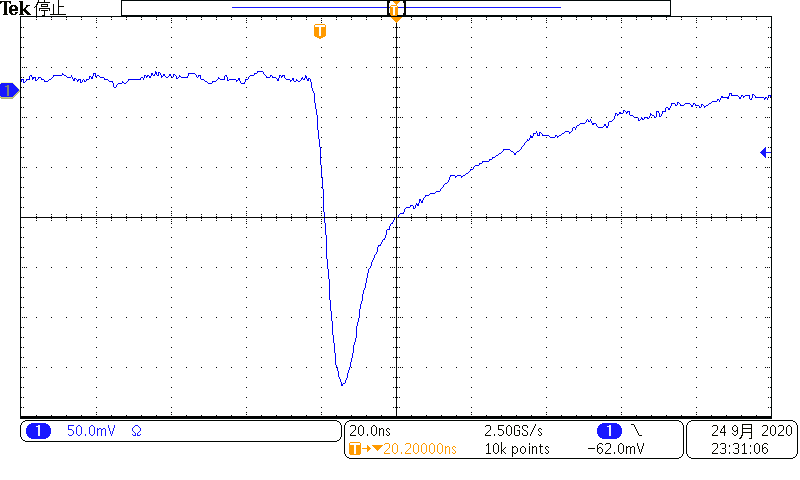 Tek 停止
T
T
1
1 50.0mV Ω
20.0ns 2.50GS/s 1
T→▼20.20000ns 10k points −62.0mV
24 9月 2020
23:31:06